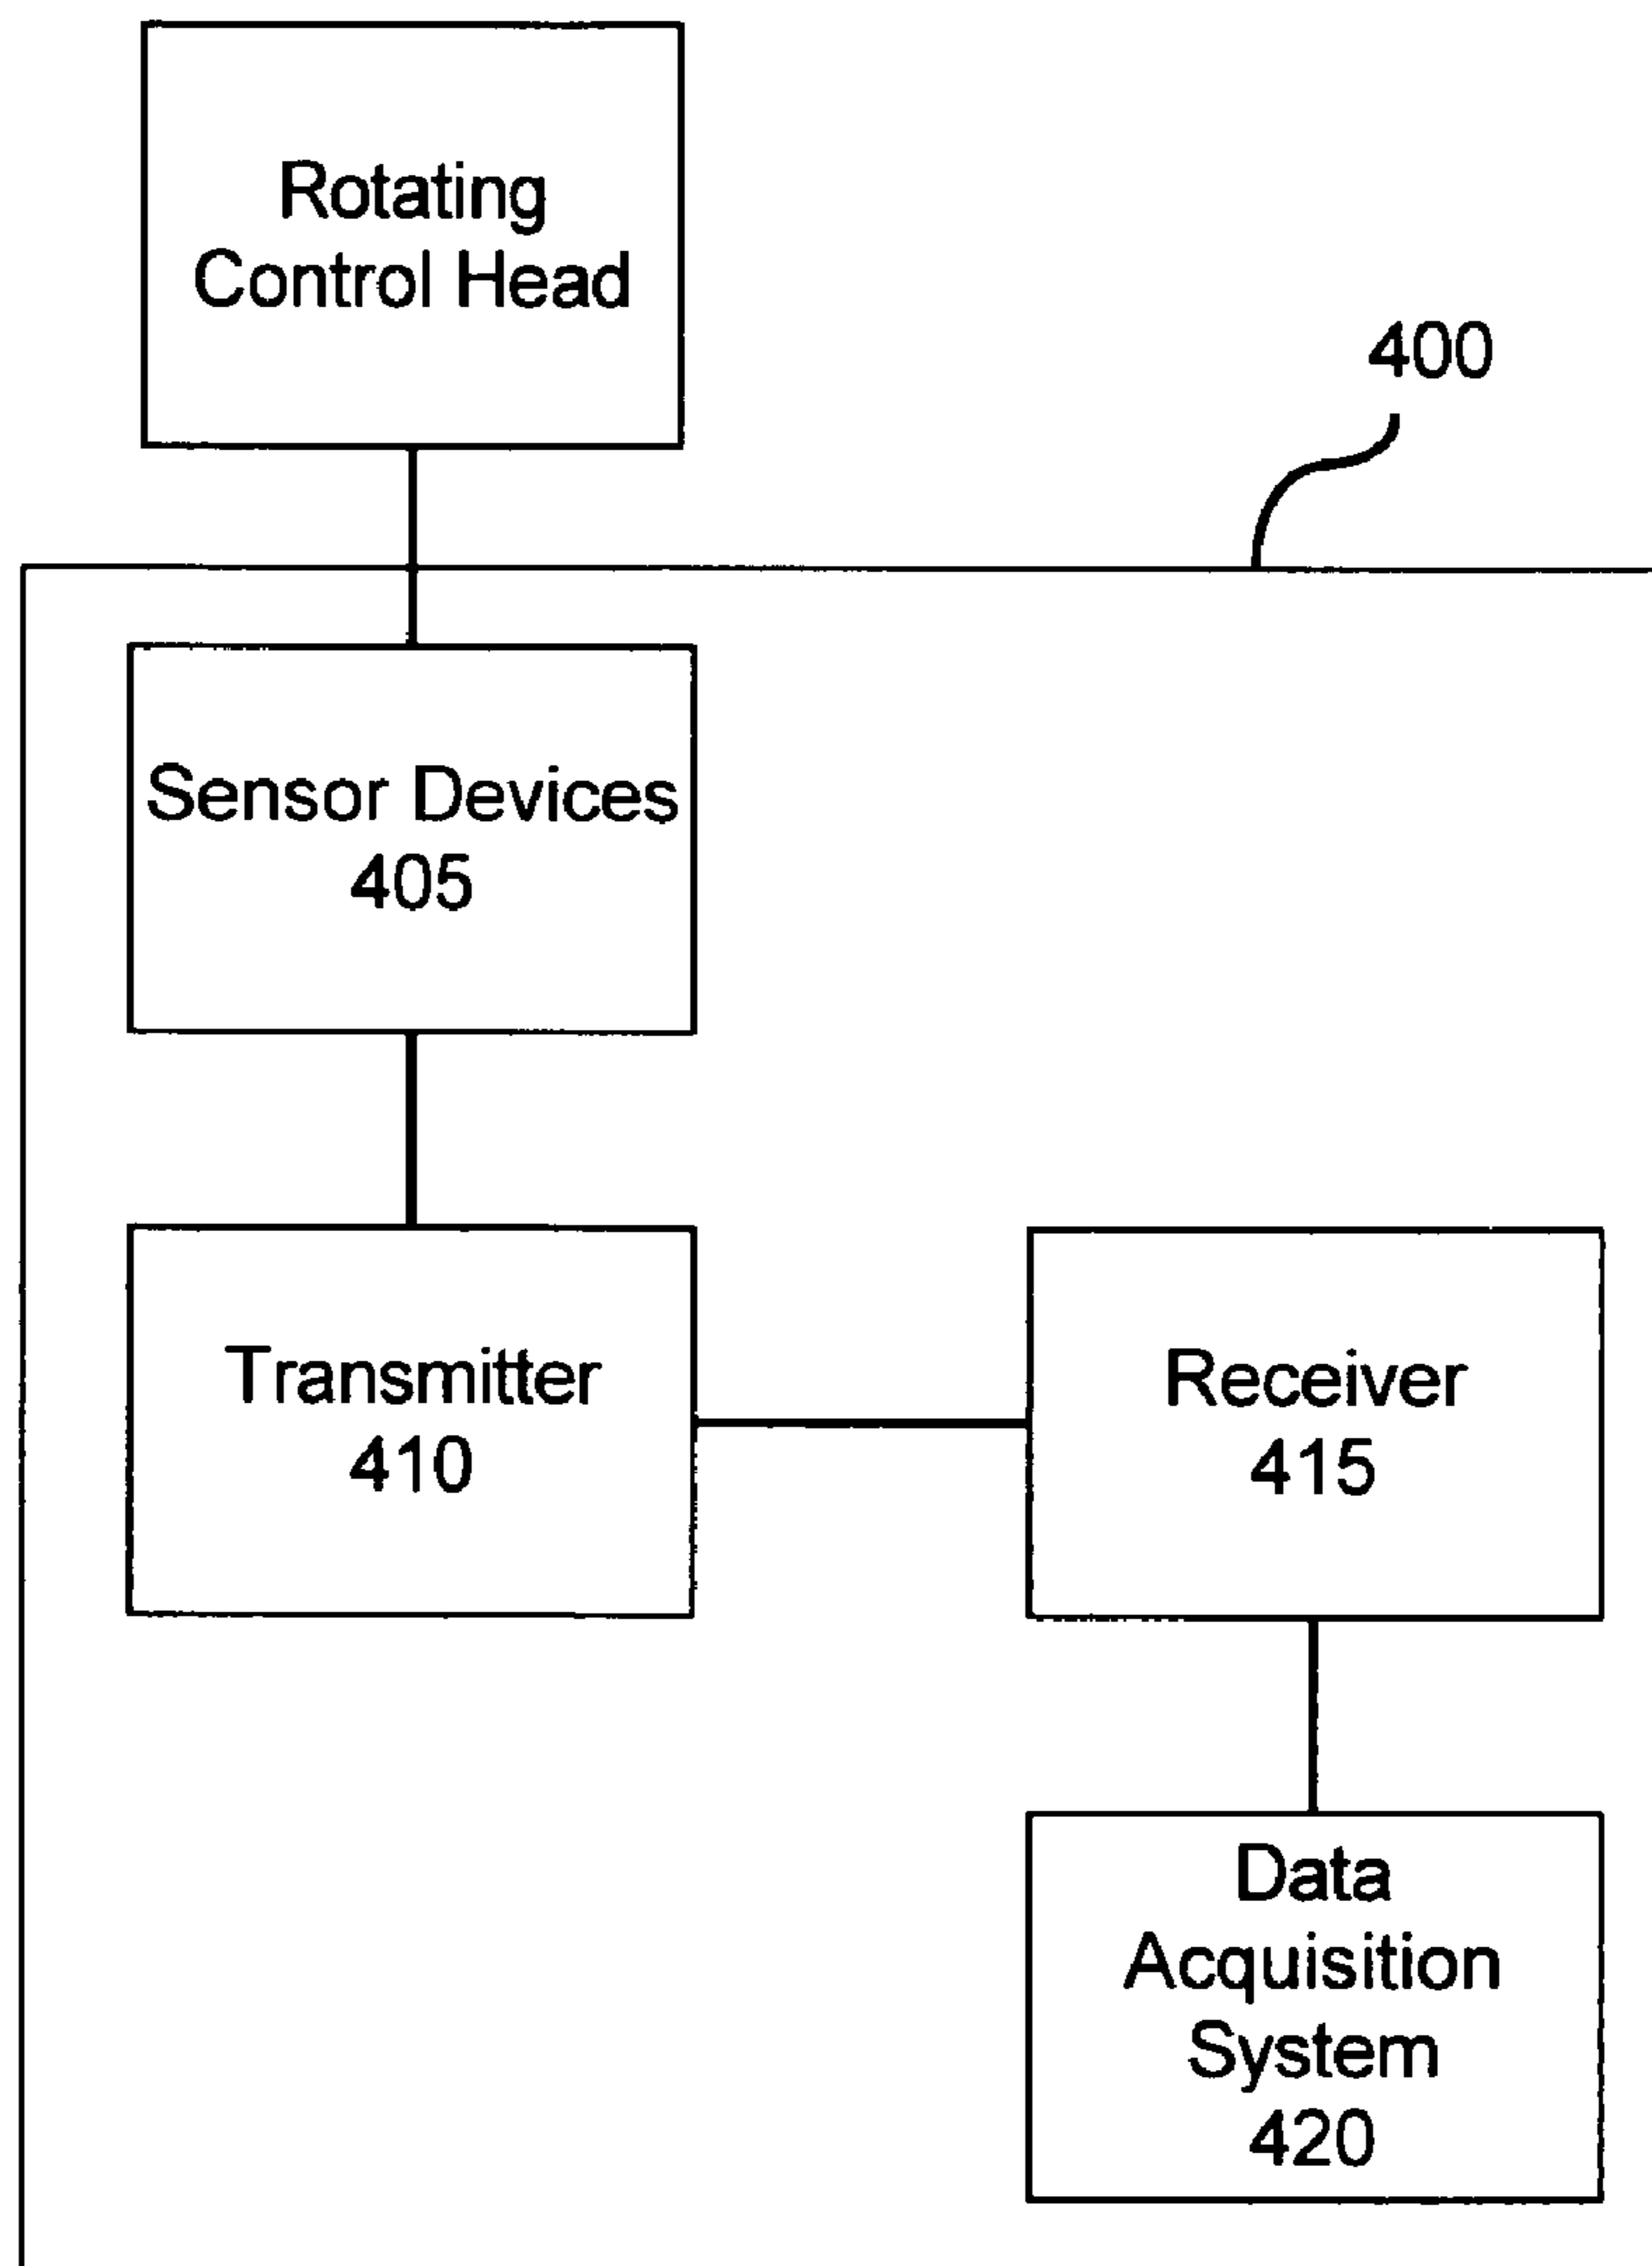 Rotating
Control Head
400
Sensor Devices
405
Transmitter
410
Receiver
415
Data
Acquisition
System
420